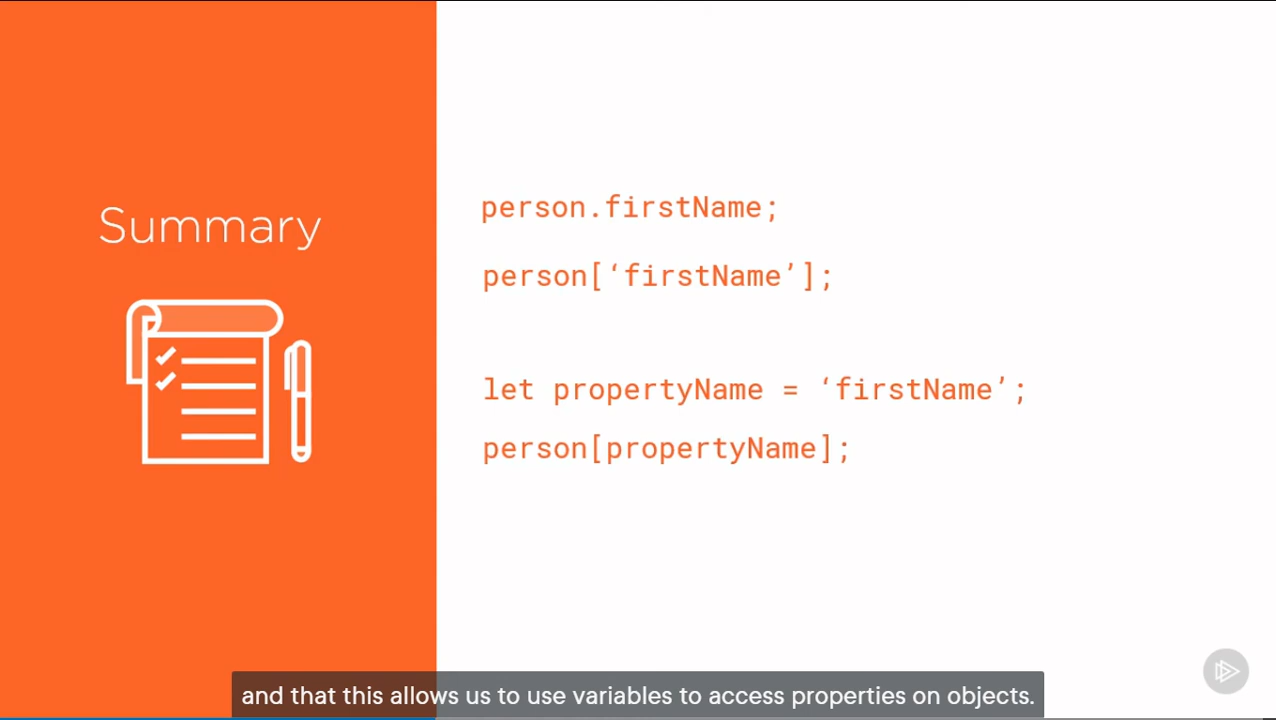 Summary
person.firstName;
person[‘firstName’];
let propertyName = ‘firstName’;
person[propertyName];
and that this allows us to use variables to access properties on objects.